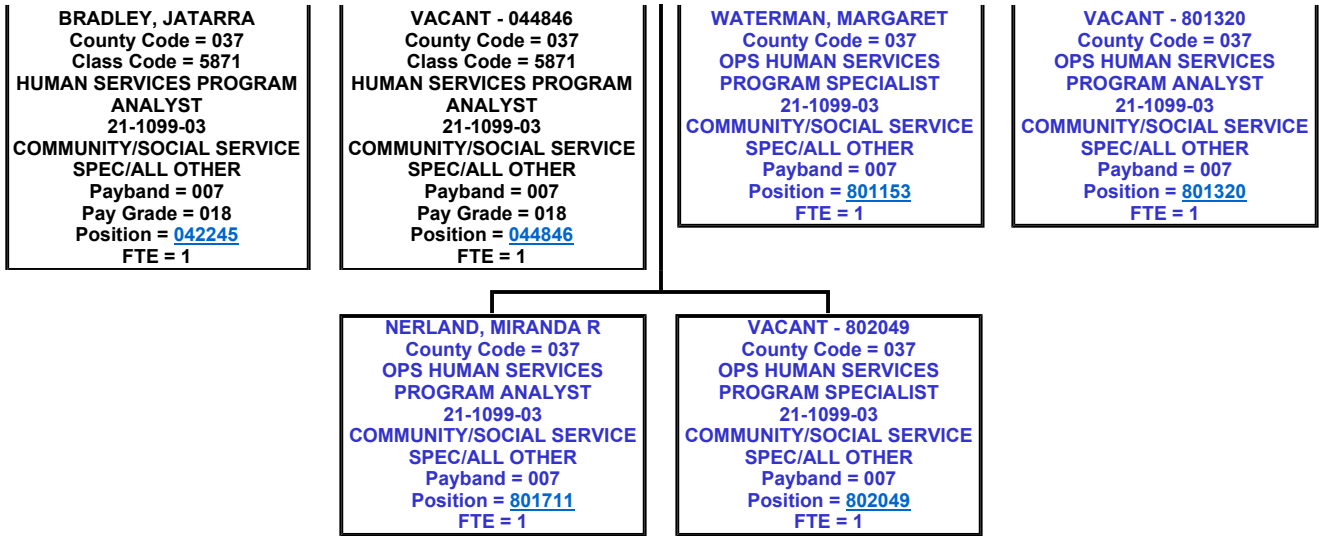 BRADLEY, JATARRA
County Code = 037
Class Code = 5871
HUMAN SERVICES PROGRAM
ANALYST
21-1099-03
COMMUNITY/SOCIAL SERVICE
SPEC/ALL OTHER
Payband = 007
Pay Grade = 018
Position = 042245
FTE = 1
VACANT - 044846
County Code = 037
Class Code = 5871
HUMAN SERVICES PROGRAM
ANALYST
21-1099-03
COMMUNITY/SOCIAL SERVICE
SPEC/ALL OTHER
Payband = 007
Pay Grade = 018
Position = 044846
FTE = 1
WATERMAN, MARGARET
County Code = 037
OPS HUMAN SERVICES
PROGRAM SPECIALIST
21-1099-03
COMMUNITY/SOCIAL SERVICE
SPEC/ALL OTHER
Payband = 007
Position = 801153
FTE = 1
VACANT - 801320
County Code = 037
OPS HUMAN SERVICES
PROGRAM ANALYST
21-1099-03
COMMUNITY/SOCIAL SERVICE
SPEC/ALL OTHER
Payband = 007
Position = 801320
FTE = 1
NERLAND, MIRANDA R
County Code = 037
OPS HUMAN SERVICES
PROGRAM ANALYST
21-1099-03
COMMUNITY/SOCIAL SERVICE
SPEC/ALL OTHER
Payband = 007
Position = 801711
FTE = 1
VACANT - 802049
County Code = 037
OPS HUMAN SERVICES
PROGRAM SPECIALIST
21-1099-03
COMMUNITY/SOCIAL SERVICE
SPEC/ALL OTHER
Payband = 007
Position = 802049
FTE = 1